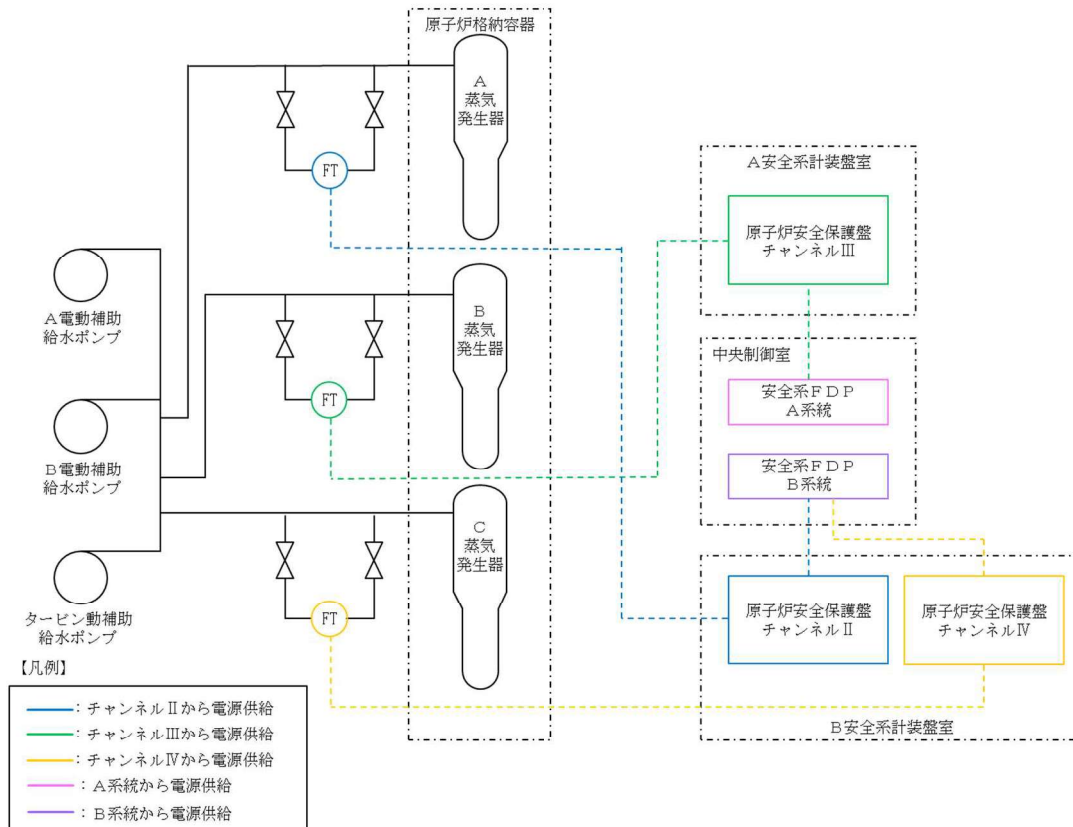 原子炉格納容器
A
蒸気
発生器
FT
A安全系計装盤室
原子炉安全保護盤
チャンネルⅢ
A電動補助
給水ポンプ
B
蒸気
発生器
FT
中央制御室
安全系FDP
A系統
安全系FDP
B系統
B電動補助
給水ポンプ
C
蒸気
発生器
FT
原子炉安全保護盤
チャンネルⅡ
原子炉安全保護盤
チャンネルⅣ
B安全系計装盤室
タービン動補助
給水ポンプ
【凡例】
：チャンネルⅡから電源供給
：チャンネルⅢから電源供給
：チャンネルⅣから電源供給
：A系統から電源供給
：B系統から電源供給